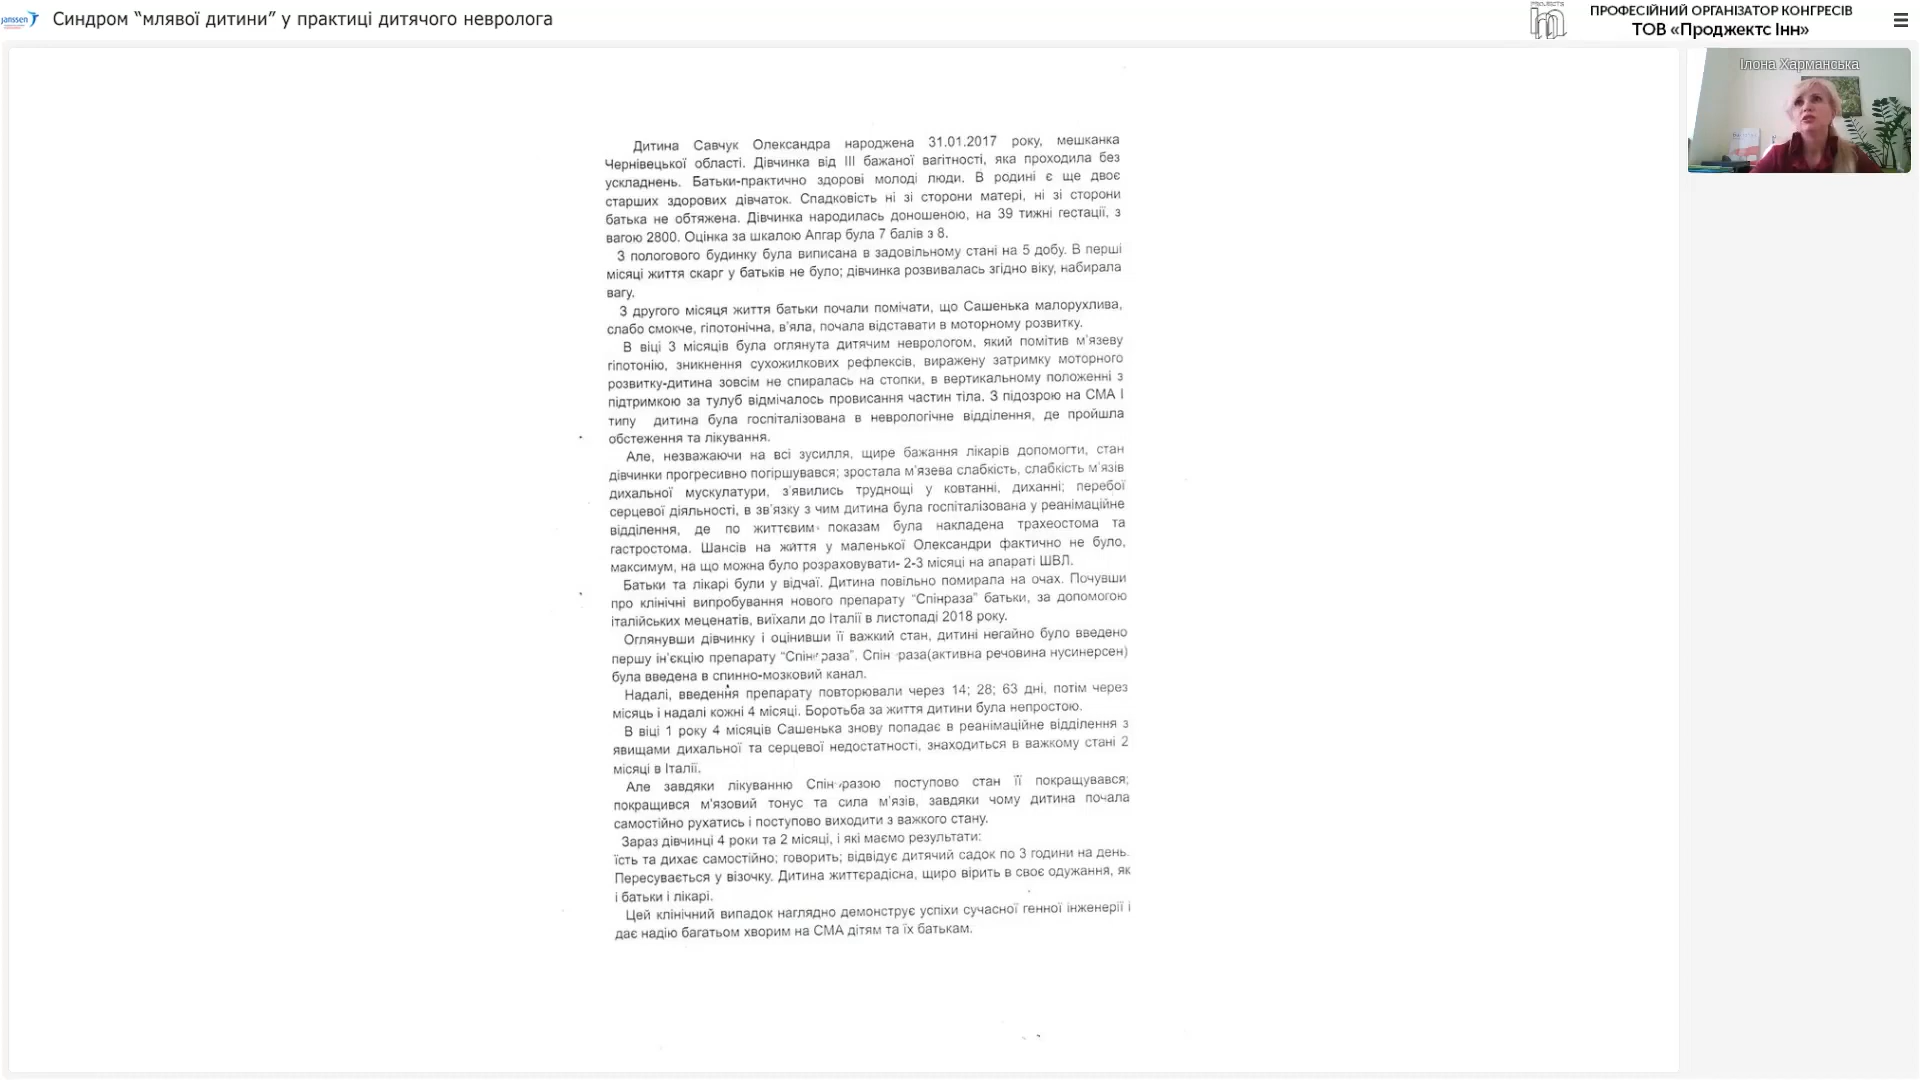 janssen
Синдром “млявої дитини” у практиці дитячого невролога
PROJECTS
ПРОФЕСІЙНИЙ ОРГАНІЗАТОР КОНГРЕСІВ
ТОВ «Проджектс Інн»
Ілона Харманська
Дитина Савчук Олександра народжена 31.01.2017 року, мешканка
Чернівецької області. Дівчинка від III бажаної вагітності, яка проходила без
ускладнень. Батьки-практично здорові молоді люди. В родині є ще двоє
старших здорових дівчаток. Спадковість ні зі сторони матері, ні зі сторони
батька не обтяжена. Дівчинка народилась доношеною, на 39 тижні гестації, з
вагою 2800. Оцінка за шкалою Апгар була 7 балів з 8.
З пологового будинку була виписана в задовільному стані на 5 добу. В перші
місяці життя скарг у батьків не було; дівчинка розвивалась згідно віку, набирала
вагу.
З другого місяця життя батьки почали помічати, що Сашенька малорухлива,
слабо смокче, гіпотонічна, в’яла, почала відставати в моторному розвитку.
В віці 3 місяців була оглянута дитячим неврологом, який помітив м’язеву
гіпотонію, зникнення сухожилкових рефлексів, виражену затримку моторного
розвитку-дитина зовсім не спиралась на стопки, в вертикальному положенні з
підтримкою за тулуб відмічалось провисання частин тіла. З підозрою на СМА I
типу дитина була госпіталізована в неврологічне відділення, де пройшла
обстеження та лікування.
Але, незважаючи на всі зусилля, щире бажання лікарів допомогти, стан
дівчинки прогресивно погіршувався; зростала м’язева слабкість, слабкість м’язів
дихальної мускулатури, з’явились труднощі у ковтанні, диханні; перебої
серцевої діяльності, в зв’язку з чим дитина була госпіталізована у реанімаційне
відділення, де по життєвим показам була накладена трахеостома та
гастростома. Шансів на життя у маленької Олександри фактично не було,
максимум, на що можна було розраховувати- 2-3 місяці на апараті ШВЛ.
Батьки та лікарі були у відчаї. Дитина повільно помирала на очах. Почувши
про клінічні випробування нового препарату “Спінраза” батьки, за допомогою
італійських меценатів, виїхали до Італії в листопаді 2018 року.
Оглянувши дівчинку і оцінивши її важкий стан, дитині негайно було введено
першу ін’єкцію препарату “Спін раза”. Спін раза(активна речовина нусинерсен)
була введена в спинно-мозковий канал.
Надалі, введення препарату повторювали через 14; 28; 63 дні, потім через
місяць і надалі кожні 4 місяці. Боротьба за життя дитини була непростою.
В віці 1 року 4 місяців Сашенька знову попадає в реанімаційне відділення з
явищами дихальної та серцевої недостатності, знаходиться в важкому стані 2
місяці в Італії.
Але завдяки лікуванню Спін разою поступово стан її покращувався;
покращився м’язовий тонус та сила м’язів, завдяки чому дитина почала
самостійно рухатись і поступово виходити з важкого стану.
Зараз дівчинці 4 роки та 2 місяці, і які маємо результати:
їсть та дихає самостійно; говорить; відвідує дитячий садок по 3 години на день.
Пересувається у візочку. Дитина життєрадісна, щиро вірить в своє одужання, як
і батьки і лікарі.
Цей клінічний випадок наглядно демонструє успіхи сучасної генної інженерії і
дає надію багатьом хворим на СМА дітям та їх батькам.